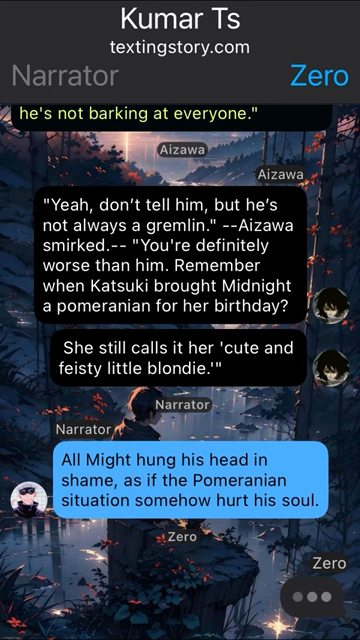 Kumar Ts
textingstory.com
Narrator
Zero
he's not barking at everyone."
Aizawa
Aizawa
"Yeah, don’t tell him, but he’s
not always a gremlin." --Aizawa
smirked.-- "You're definitely
worse than him. Remember
when Katsuki brought Midnight
a pomeranian for her birthday?
She still calls it her 'cute and
feisty little blondie.'"
Narrator
Narrator
All Might hung his head in
shame, as if the Pomeranian
situation somehow hurt his soul.
Zero
Zero